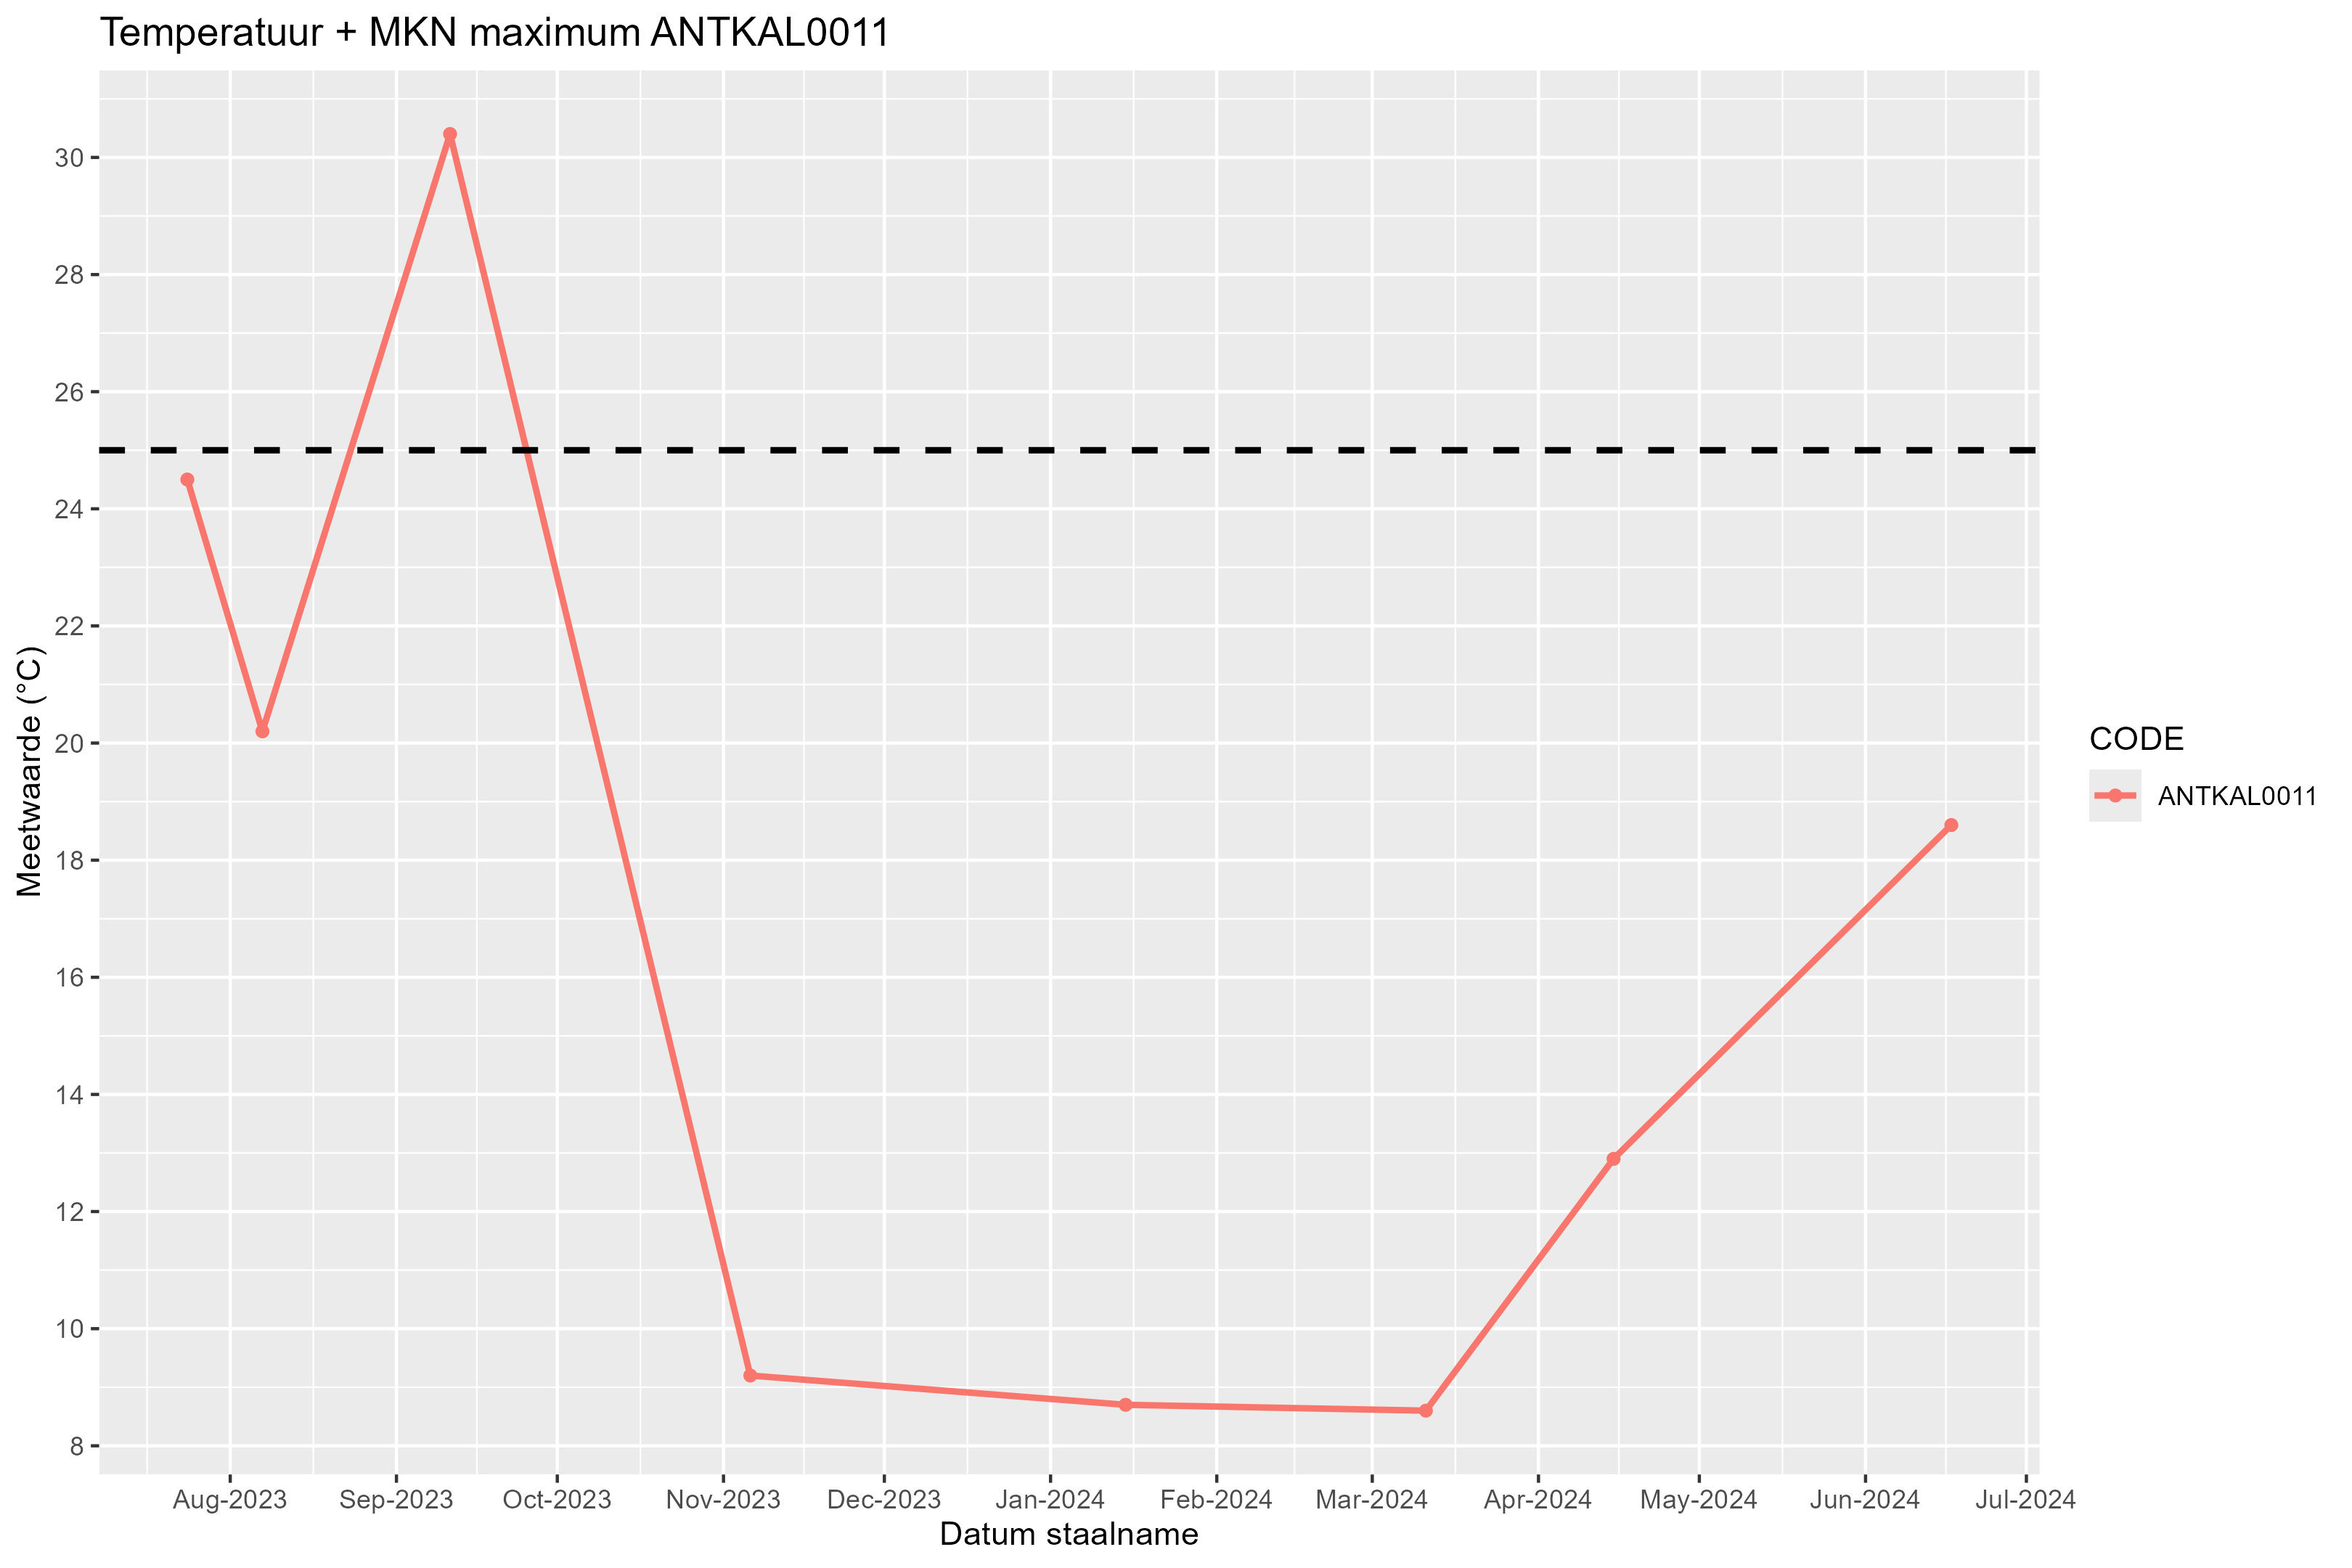 Temperatuur + MKN maximum ANTKAL0011
30
28
26
24
22
20
18
16
14
12
10
8
Meetwaarde (°C)
Aug-2023 Sep-2023 Oct-2023 Nov-2023 Dec-2023 Jan-2024 Feb-2024 Mar-2024 Apr-2024 May-2024 Jun-2024 Jul-2024
Datum staalname
CODE
ANTKAL0011